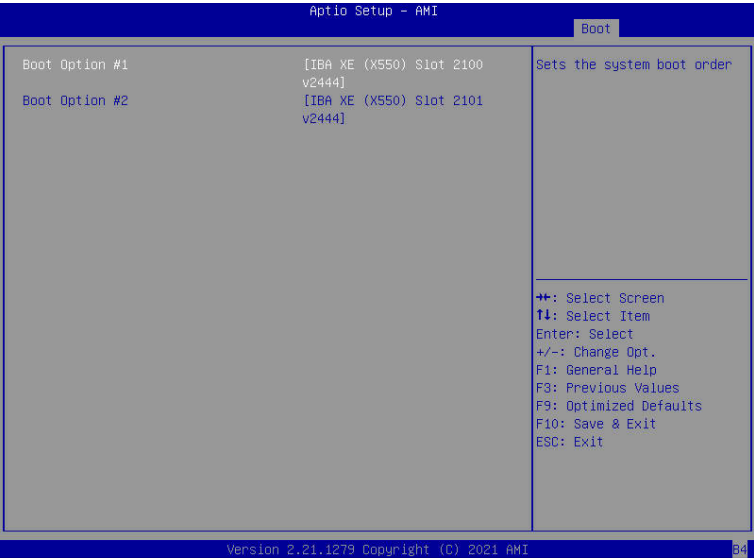 Aptio Setup – AMI
Boot
Boot Option #1 [IBA XE (X550) Slot 2100
v2444]
Boot Option #2 [IBA XE (X550) Slot 2101
v2444]
Sets the system boot order
→←: Select Screen
↑↓: Select Item
Enter: Select
+/-: Change Opt.
F1: General Help
F3: Previous Values
F9: Optimized Defaults
F10: Save & Exit
ESC: Exit
Version 2.21.1279 Copyright (C) 2021 AMI
B4